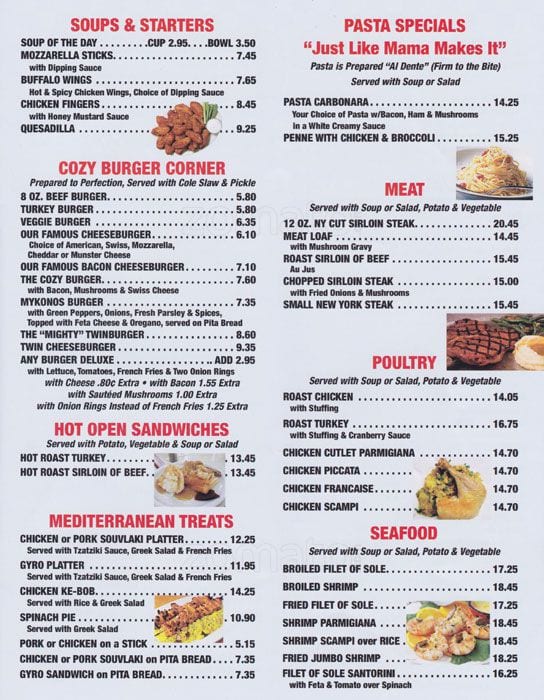 SOUPS & STARTERS
SOUP OF THE DAY . . . . . . . . . CUP 2.95. . . . BOWL 3.50
MOZZARELLA STICKS. . . . . . . . . . . . . . . . . . . . . 7.45
with Dipping Sauce
BUFFALO WINGS . . . . . . . . . . . . . . . . . . . . . . . . 7.65
Hot & Spicy Chicken Wings, Choice of Dipping Sauce
CHICKEN FINGERS . . . . . . . . . . . . . . . . . . . . . . 8.45
with Honey Mustard Sauce
QUESADILLA . . . . . . . . . . . . . 9.25
COZY BURGER CORNER
Prepared to Perfection, Served with Cole Slaw & Pickle
8 OZ. BEEF BURGER. . . . . . . . . . . . . . . . . . . . . 5.80
TURKEY BURGER . . . . . . . . . . . . . . . . . . . . . . . 5.80
VEGGIE BURGER . . . . . . . . . . . . . . . . . . . . . . . 6.35
OUR FAMOUS CHEESEBURGER. . . . . . . . . . . . . . 6.10
Choice of American, Swiss, Mozzarella,
Cheddar or Munster Cheese
OUR FAMOUS BACON CHEESEBURGER. . . . . . . . 7.10
THE COZY BURGER. . . . . . . . . . . . . . . . . . . . . . 7.60
with Bacon, Mushrooms & Swiss Cheese
MYKONOS BURGER . . . . . . . . . . . . . . . . . . . . . 7.35
with Green Peppers, Onions, Fresh Parsley & Spices,
Topped with Feta Cheese & Oregano, served on Pita Bread
THE "MIGHTY" TWINBURGER . . . . . . . . . . . . . . 8.60
TWIN CHEESEBURGER . . . . . . . . . . . . . . . . . . . 9.35
ANY BURGER DELUXE . . . . . . . . . . . . . . . ADD 2.95
with Lettuce, Tomatoes, French Fries & Two Onion Rings
with Cheese .80c Extra • with Bacon 1.55 Extra
with Sautéed Mushrooms 1.00 Extra
with Onion Rings Instead of French Fries 1.25 Extra
HOT OPEN SANDWICHES
Served with Potato, Vegetable & Soup or Salad
HOT ROAST TURKEY. . . . . . . . . . . . . . . . . . . . 13.45
HOT ROAST SIRLOIN OF BEEF. . . . . . . . . . . . . 13.45
MEDITERRANEAN TREATS
CHICKEN or PORK SOUVLAKI PLATTER . . . . . . . 12.25
Served with Tzatziki Sauce, Greek Salad & French Fries
GYRO PLATTER . . . . . . . . . . . . . . . . . . . . . . . 11.95
Served with Tzatziki Sauce, Greek Salad & French Fries
CHICKEN KE-BOB. . . . . . . . . . . . . . . . . . . . . . 14.25
Served with Rice & Greek Salad
SPINACH PIE . . . . . . . . . . . . . . . . . . . . . . . . 10.90
Served with Greek Salad
PORK or CHICKEN on a STICK . . . . . . . . . . . . . 5.15
CHICKEN or PORK SOUVLAKI on PITA BREAD. . . . 7.35
GYRO SANDWICH on PITA BREAD. . . . . . . . . . . . 7.35
PASTA SPECIALS
"Just Like Mama Makes It"
Pasta is Prepared "Al Dente" (Firm to the Bite)
Served with Soup or Salad
PASTA CARBONARA. . . . . . . . . . . . . . . . . . . . . 14.25
Your Choice of Pasta w/Bacon, Ham & Mushrooms
in a White Creamy Sauce
PENNE WITH CHICKEN & BROCCOLI . . . . . . . . . . 15.25
MEAT
Served with Soup or Salad, Potato & Vegetable
12 OZ. NY CUT SIRLOIN STEAK. . . . . . . . . . . . . 20.45
MEAT LOAF . . . . . . . . . . . . . . . . . . . . . . . . . . 14.45
with Mushroom Gravy
ROAST SIRLOIN OF BEEF . . . . . . . . . . . . . . . . . 15.45
Au Jus
CHOPPED SIRLOIN STEAK . . . . . . . . . . . . . . . . 15.00
with Fried Onions & Mushrooms
SMALL NEW YORK STEAK . . . . . . . . . . . . . . . . 15.45
POULTRY
Served with Soup or Salad, Potato & Vegetable
ROAST CHICKEN . . . . . . . . . . . . . . . . . . . . . . 14.05
with Stuffing
ROAST TURKEY . . . . . . . . . . . . . . . . . . . . . . . 16.75
with Stuffing & Cranberry Sauce
CHICKEN CUTLET PARMIGIANA . . . . . . . . . . . . 14.70
CHICKEN PICCATA . . . . . . . . . . . . . . . . . . . . . 14.70
CHICKEN FRANCAISE . . . . . . . . . . . . . . . . . . . 14.70
CHICKEN SCAMPI . . . . . . . . . . . . . . . . . . . . . 14.70
SEAFOOD
Served with Soup or Salad, Potato & Vegetable
BROILED FILET OF SOLE. . . . . . . . . . . . . . . . . . 17.25
BROILED SHRIMP . . . . . . . . . . . . . . . . . . . . . . 18.45
FRIED FILET OF SOLE. . . . . . . . . . . . . . . . . . . . 17.25
SHRIMP PARMIGIANA . . . . . . . . . . . . . . . . . . . 18.45
SHRIMP SCAMPI over RICE . . . . . . . . . . . . . . . . 18.45
FRIED JUMBO SHRIMP . . . . . . . . . . . . . . . . . . . 18.25
FILET OF SOLE SANTORINI . . . . . . . . . . . . . . . . 16.25
with Feta & Tomato over Spinach